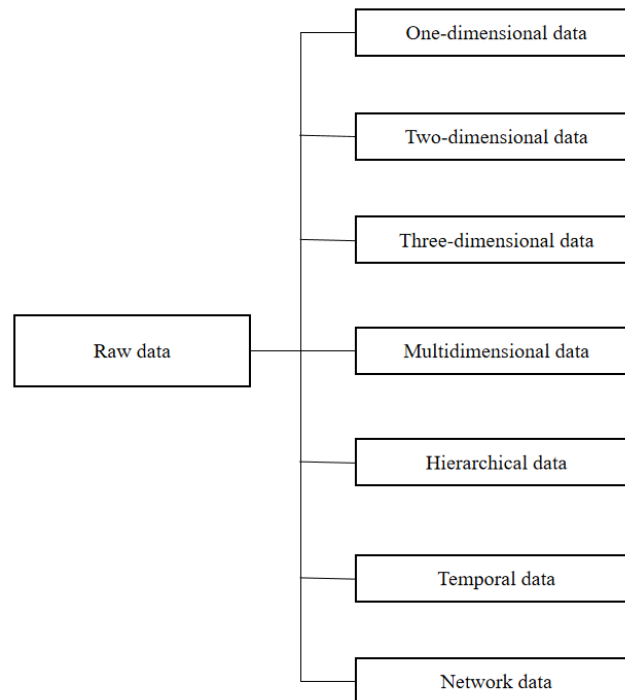 One-dimensional data
Two-dimensional data
Three-dimensional data
Raw data
Multidimensional data
Hierarchical data
Temporal data
Network data